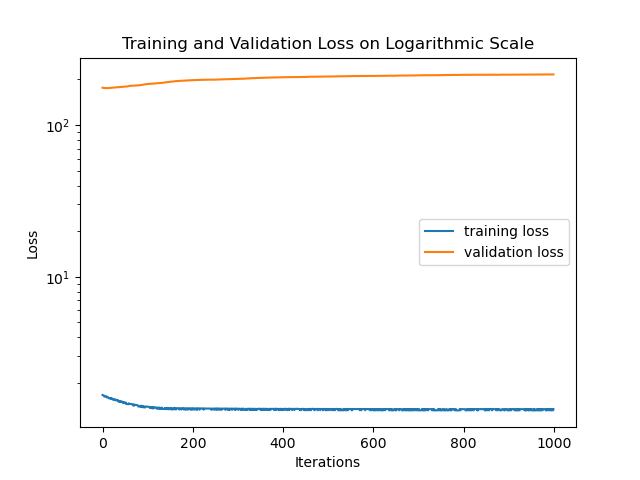 Training and Validation Loss on Logarithmic Scale
10²
10¹
Loss
training loss
validation loss
0 200 400 600 800 1000
Iterations